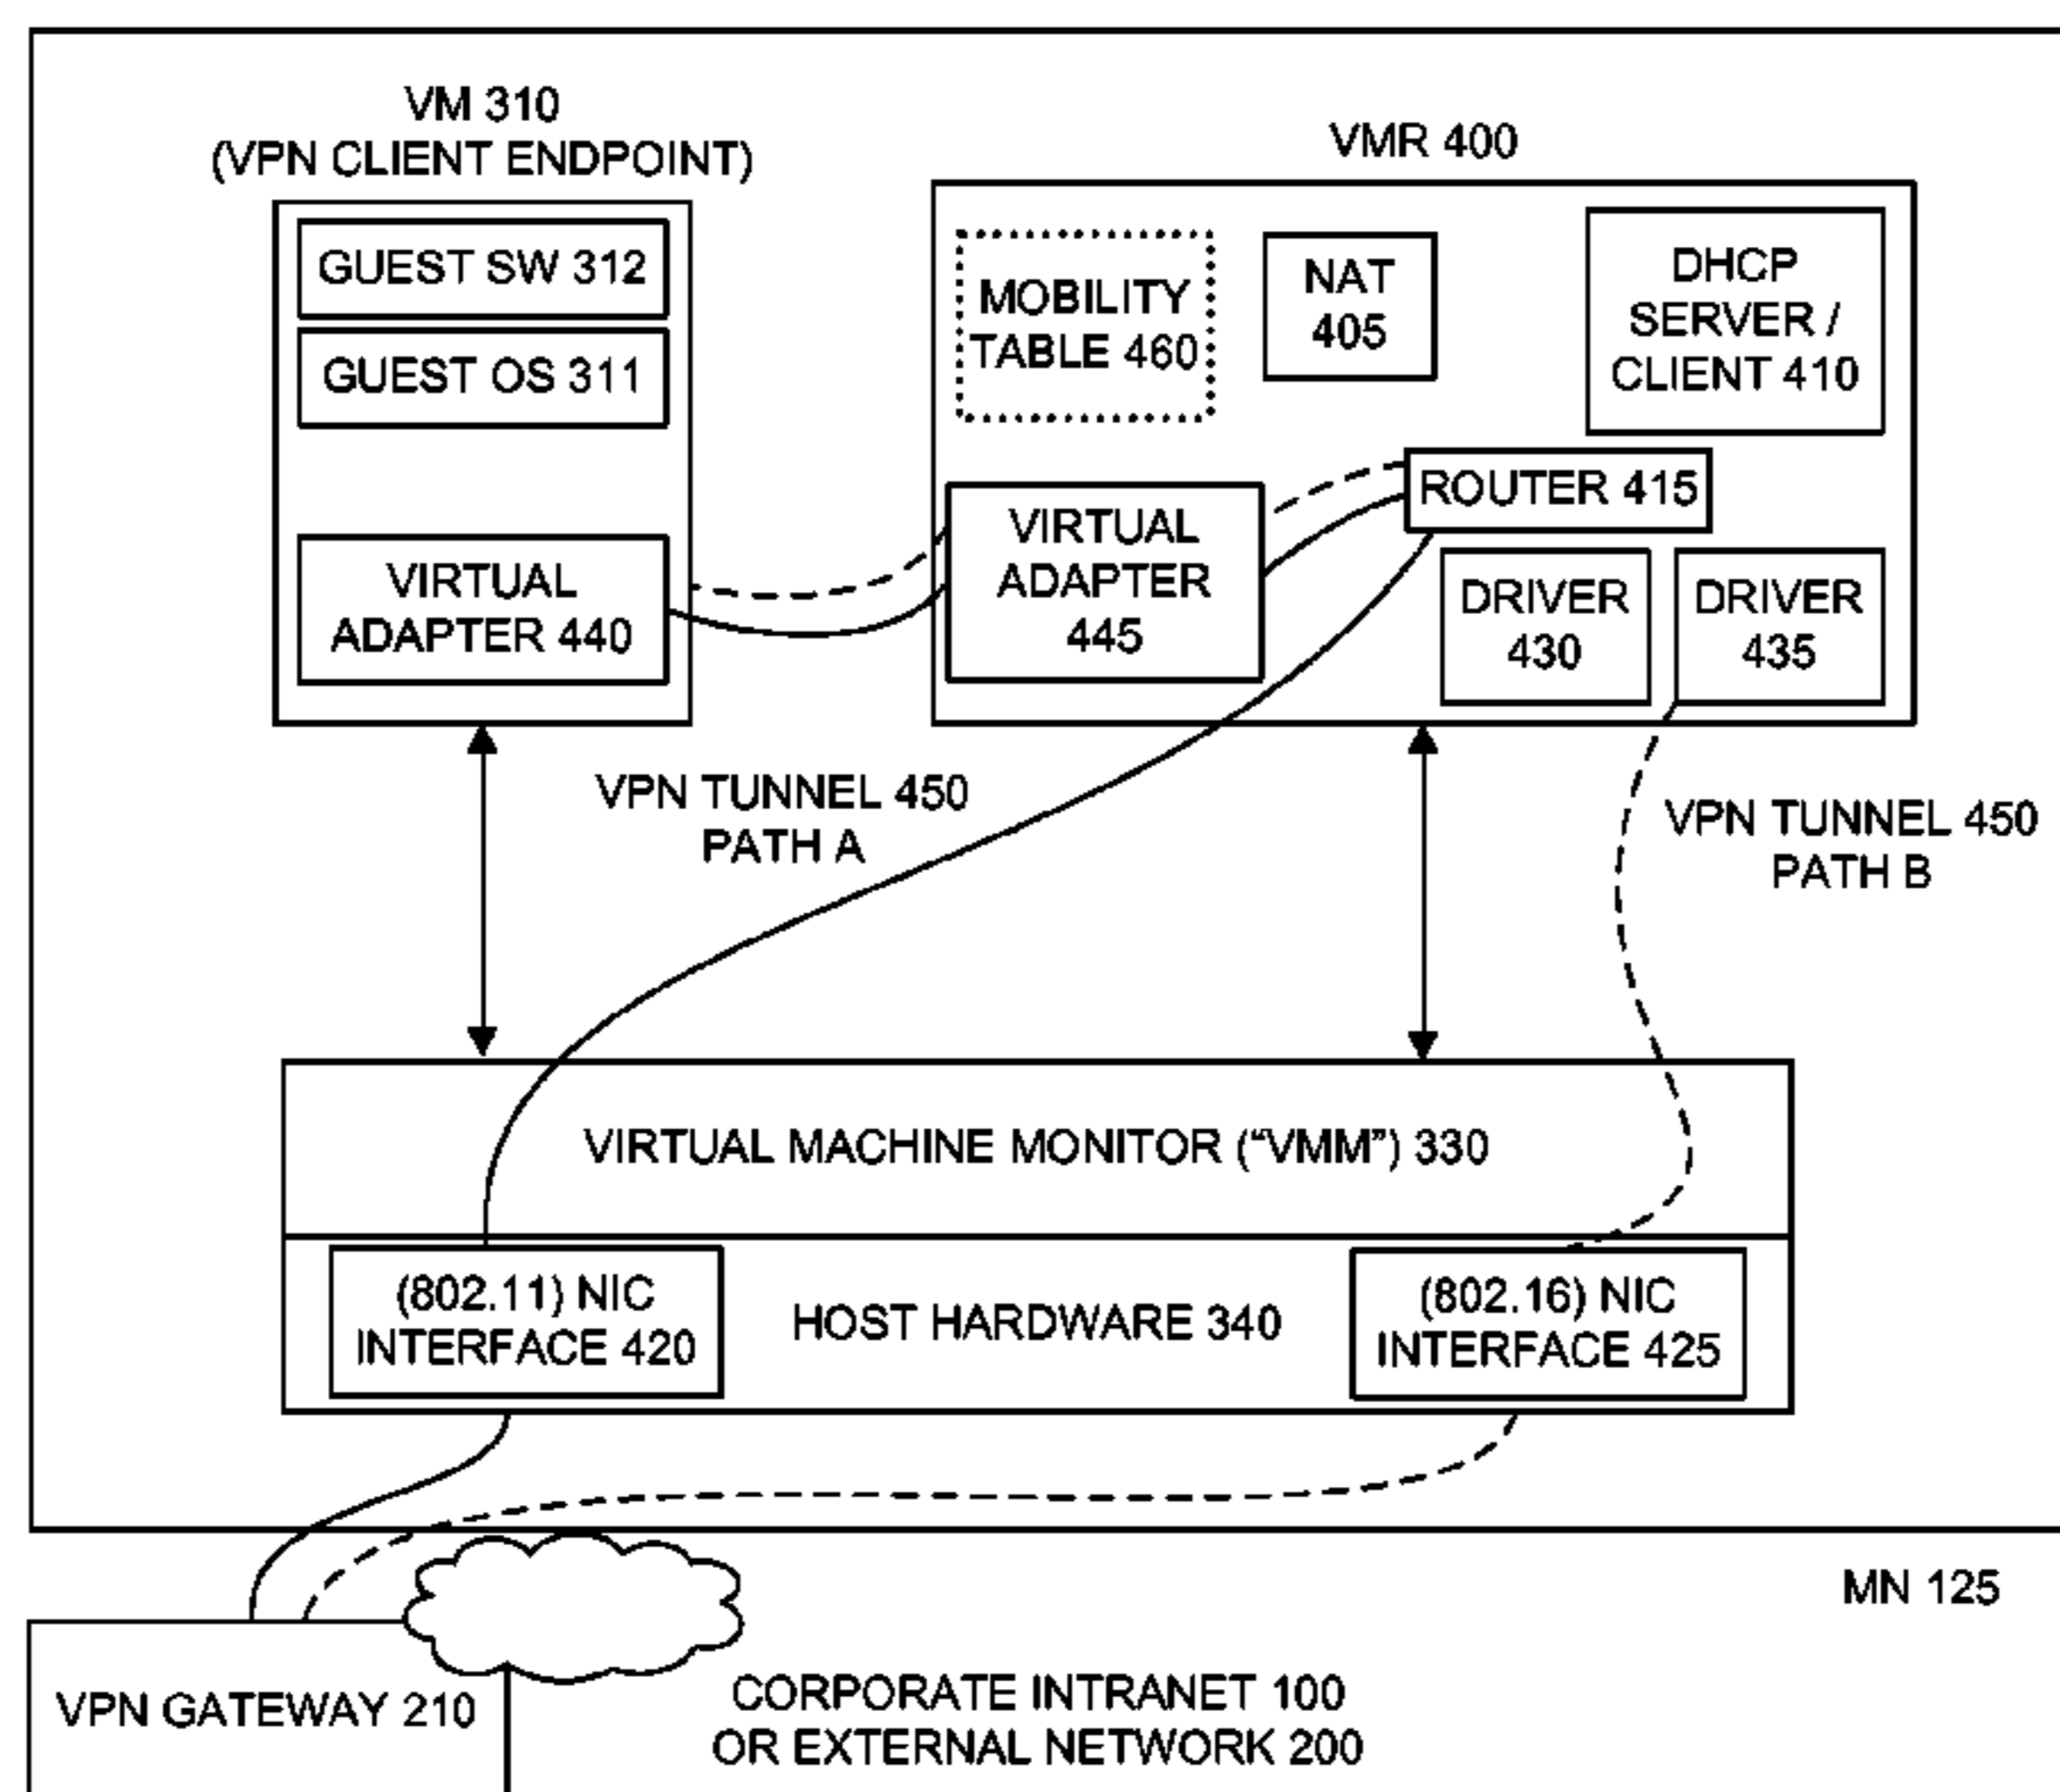 VM 310
(VPN CLIENT ENDPOINT)
GUEST SW 312
GUEST OS 311
VIRTUAL
ADAPTER 440
VMR 400
MOBILITY
TABLE 460
NAT
405
DHCP
SERVER /
CLIENT 410
ROUTER 415
VIRTUAL
ADAPTER
445
DRIVER
430
DRIVER
435
VPN TUNNEL 450
PATH A
VPN TUNNEL 450
PATH B
VIRTUAL MACHINE MONITOR (“VMM”) 330
(802.11) NIC
INTERFACE 420
HOST HARDWARE 340
(802.16) NIC
INTERFACE 425
MN 125
VPN GATEWAY 210
CORPORATE INTRANET 100
OR EXTERNAL NETWORK 200